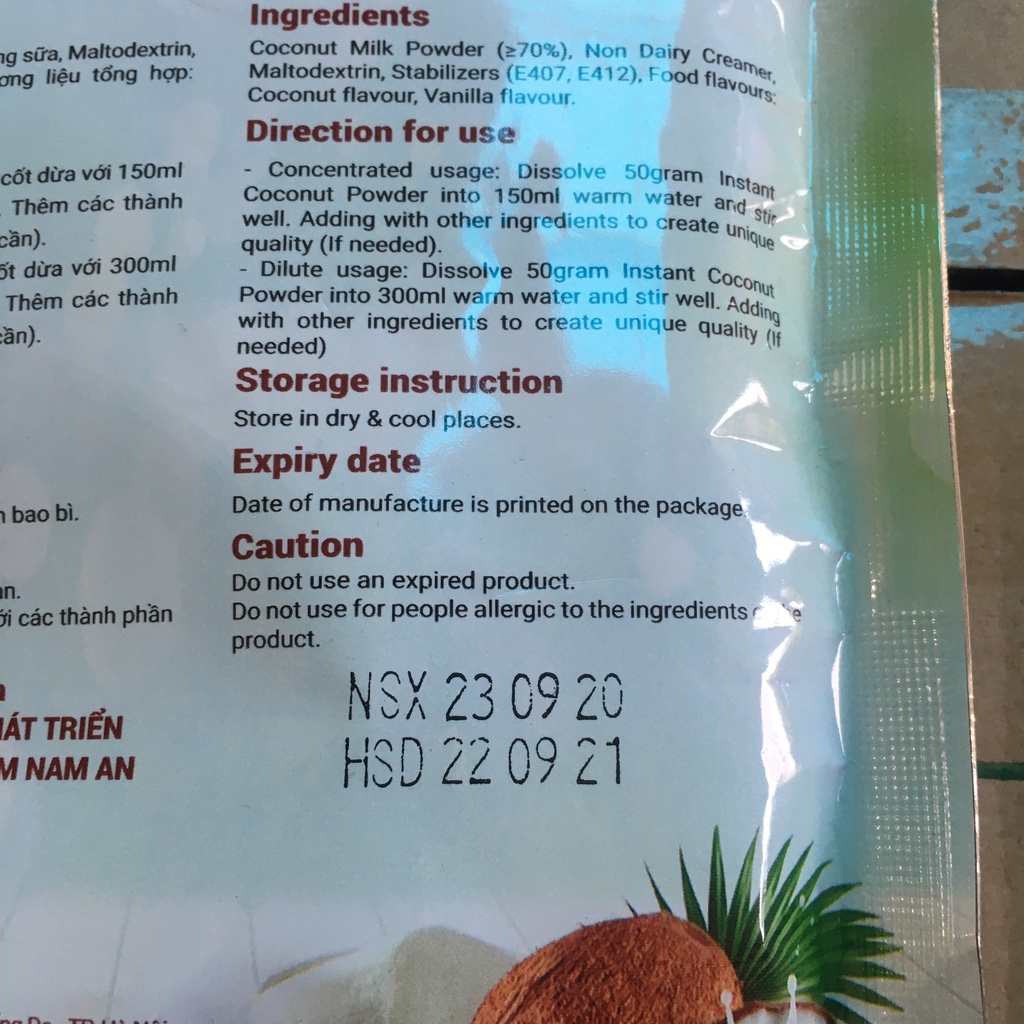 sữa, Maltodextrin,
liệu tổng hợp:
cốt dừa với 150ml
Thêm các thành
cần).
dừa với 300ml
Thêm các thành
bao bì.
các thành phần
TRIỂN
NAM AN
Ingredients
Coconut Milk Powder (≥70%), Non Dairy Creamer,
Maltodextrin, Stabilizers (E407, E412), Food flavours:
Coconut flavour, Vanilla flavour.
Direction for use
- Concentrated usage: Dissolve 50gram Instant
Coconut Powder into 150ml warm water and stir
well. Adding with other ingredients to create unique
quality (If needed).
- Dilute usage: Dissolve 50gram Instant Coconut
Powder into 300ml warm water and stir well. Adding
with other ingredients to create unique quality (If
needed)
Storage instruction
Store in dry & cool places.
Expiry date
Date of manufacture is printed on the package.
Caution
Do not use an expired product.
Do not use for people allergic to the ingredients
product.
NSX 23 09 20
HSD 22 09 21